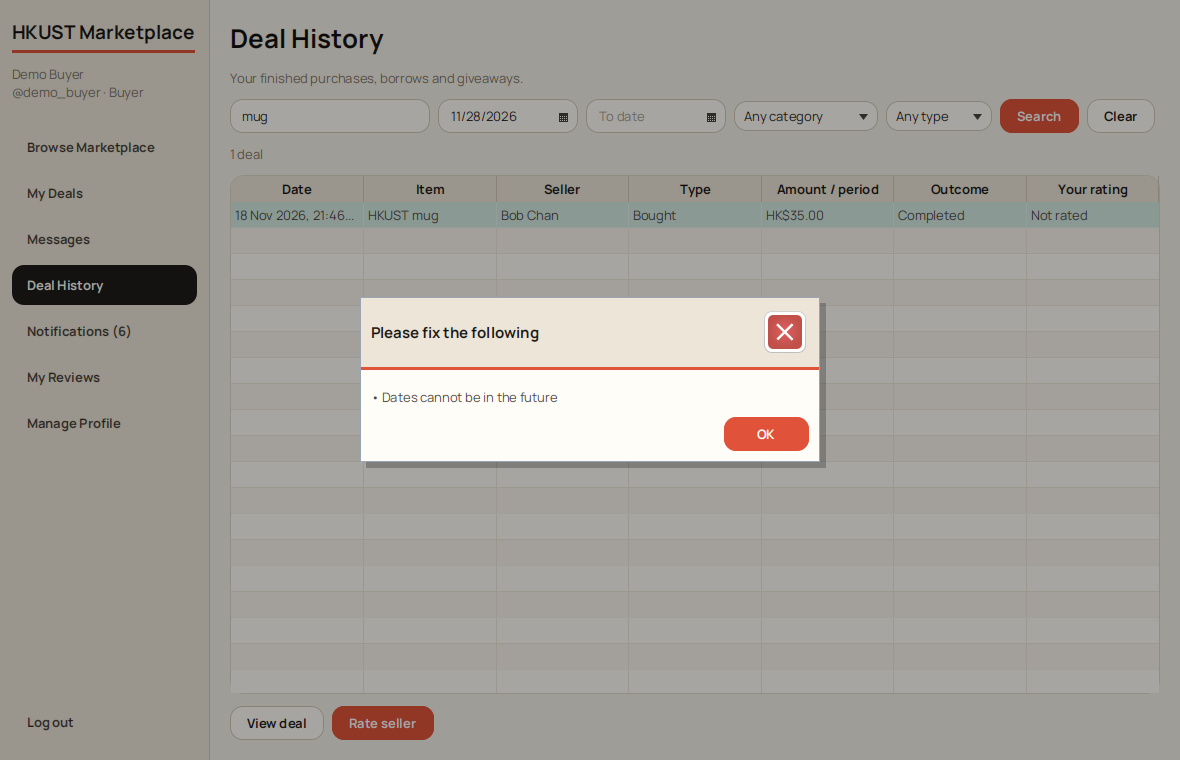 HKUST Marketplace
Demo Buyer
@demo_buyer · Buyer
Browse Marketplace
My Deals
Messages
Deal History
Notifications (6)
My Reviews
Manage Profile
Log out
Deal History
Your finished purchases, borrows and giveaways.
mug 11/28/2026 To date Any category Any type Search Clear
1 deal
Date Item Seller Type Amount / period Outcome Your rating
18 Nov 2026, 21:46... HKUST mug Bob Chan Bought HK$35.00 Completed Not rated
Please fix the following
• Dates cannot be in the future
OK
View deal Rate seller